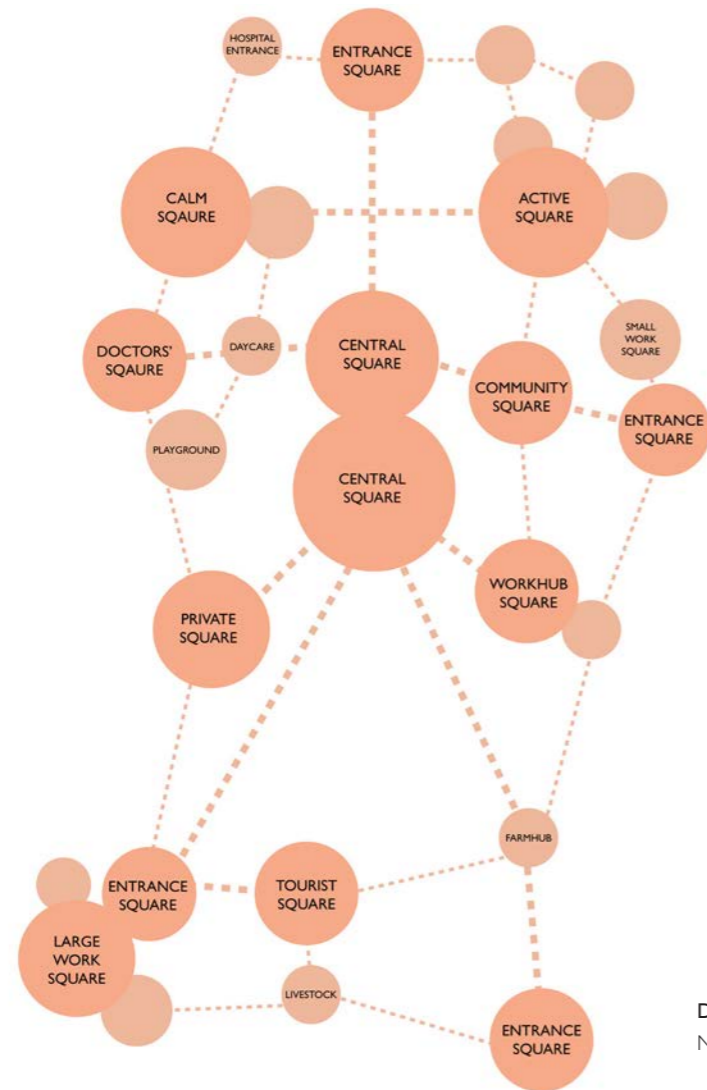 HOSPITAL
ENTRANCE
ENTRANCE
SQUARE
CALM
SQAURE
ACTIVE
SQUARE
DOCTORS'
SQAURE
DAYCARE
CENTRAL
SQUARE
SMALL
WORK
SQUARE
COMMUNITY
SQUARE
ENTRANCE
SQUARE
PLAYGROUND
CENTRAL
SQUARE
WORKHUB
SQUARE
PRIVATE
SQUARE
FARMHUB
ENTRANCE
SQUARE
TOURIST
SQUARE
LARGE
WORK
SQUARE
LIVESTOCK
ENTRANCE
SQUARE
D
N